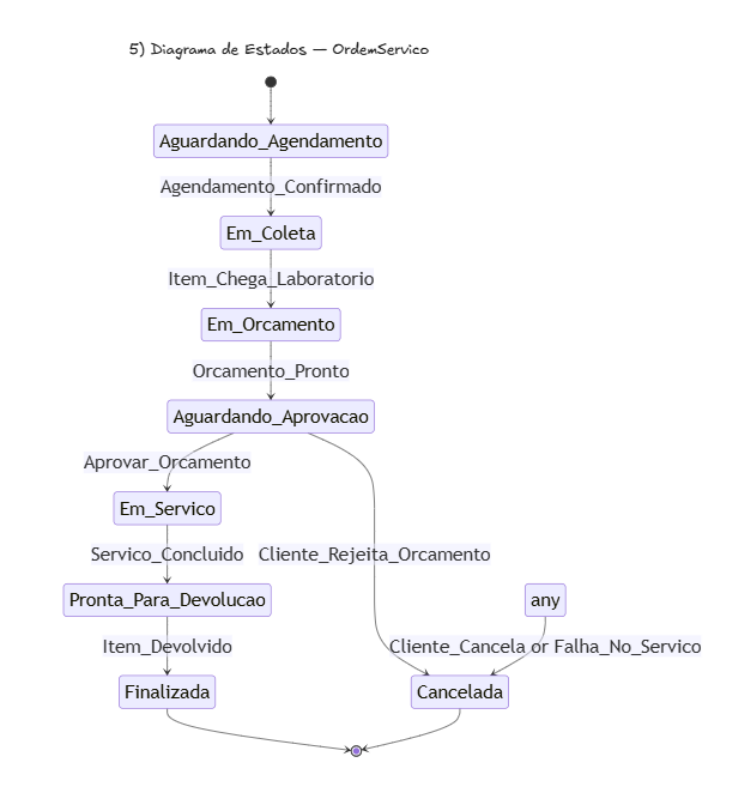 5) Diagrama de Estados — OrdemServico
Aguardando_Agendamento
Agendamento_Confirmado
Em_Coleta
Item_Chega_Laboratorio
Em_Orcamento
Orcamento_Pronto
Aguardando_Aprovacao
Aprovar_Orcamento
Em_Servico
Servico_Concluido
Cliente_Rejeita_Orcamento
Pronta_Para_Devolucao
any
Item_Devolvido
Cliente_Cancela or Falha_No_Servico
Finalizada
Cancelada